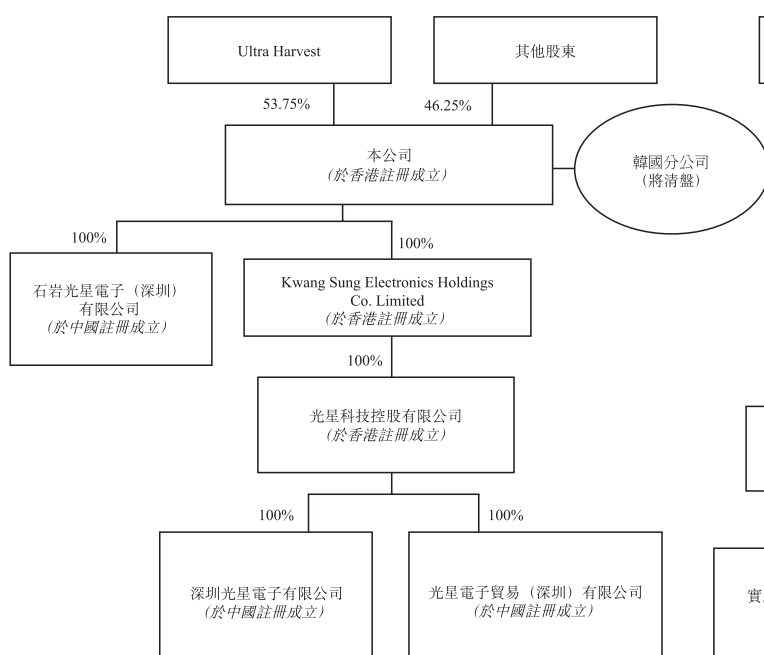 Ultra Harvest
其他股東
53.75%
46.25%
本公司
(於香港註冊成立)
韓國分公司
(將清盤)
100%
100%
石岩光星電子（深圳）
有限公司
(於中國註冊成立)
Kwang Sung Electronics Holdings
Co. Limited
(於香港註冊成立)
100%
光星科技控股有限公司
(於香港註冊成立)
100%
100%
深圳光星電子有限公司
(於中國註冊成立)
光星電子貿易（深圳）有限公司
(於中國註冊成立)
實